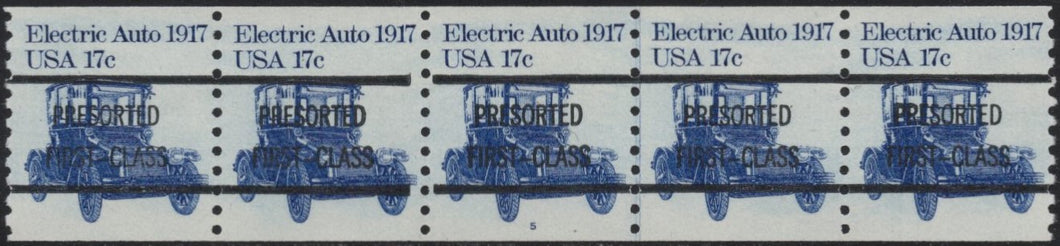 Electric Auto 1917 Electric Auto 1917 Electric Auto 1917 Electric Auto 1917 Electric Auto 1917
USA 17c USA 17c USA 17c USA 17c USA 17c
PRESORTED PRESORTED PRESORTED PRESORTED PRESORTED
FIRST-CLASS FIRST-CLASS FIRST-CLASS FIRST-CLASS FIRST-CLASS
5